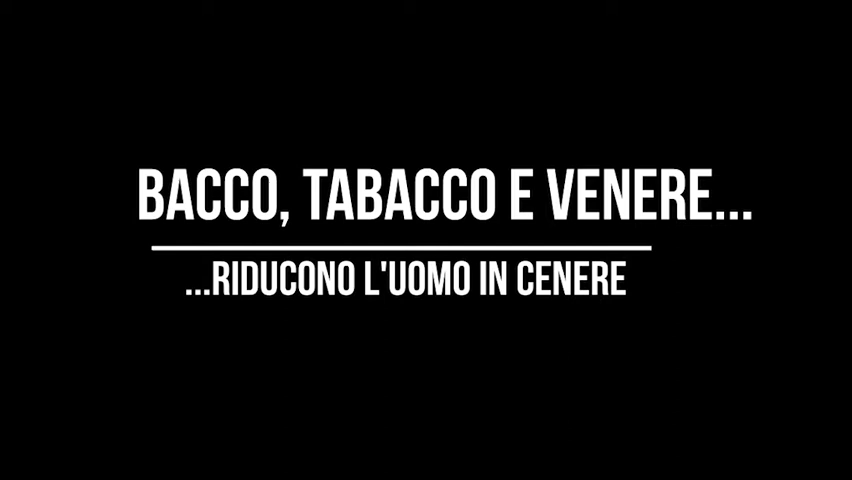 BACCO, TABACCO E VENERE...
...RIDUCONO L'UOMO IN CENERE